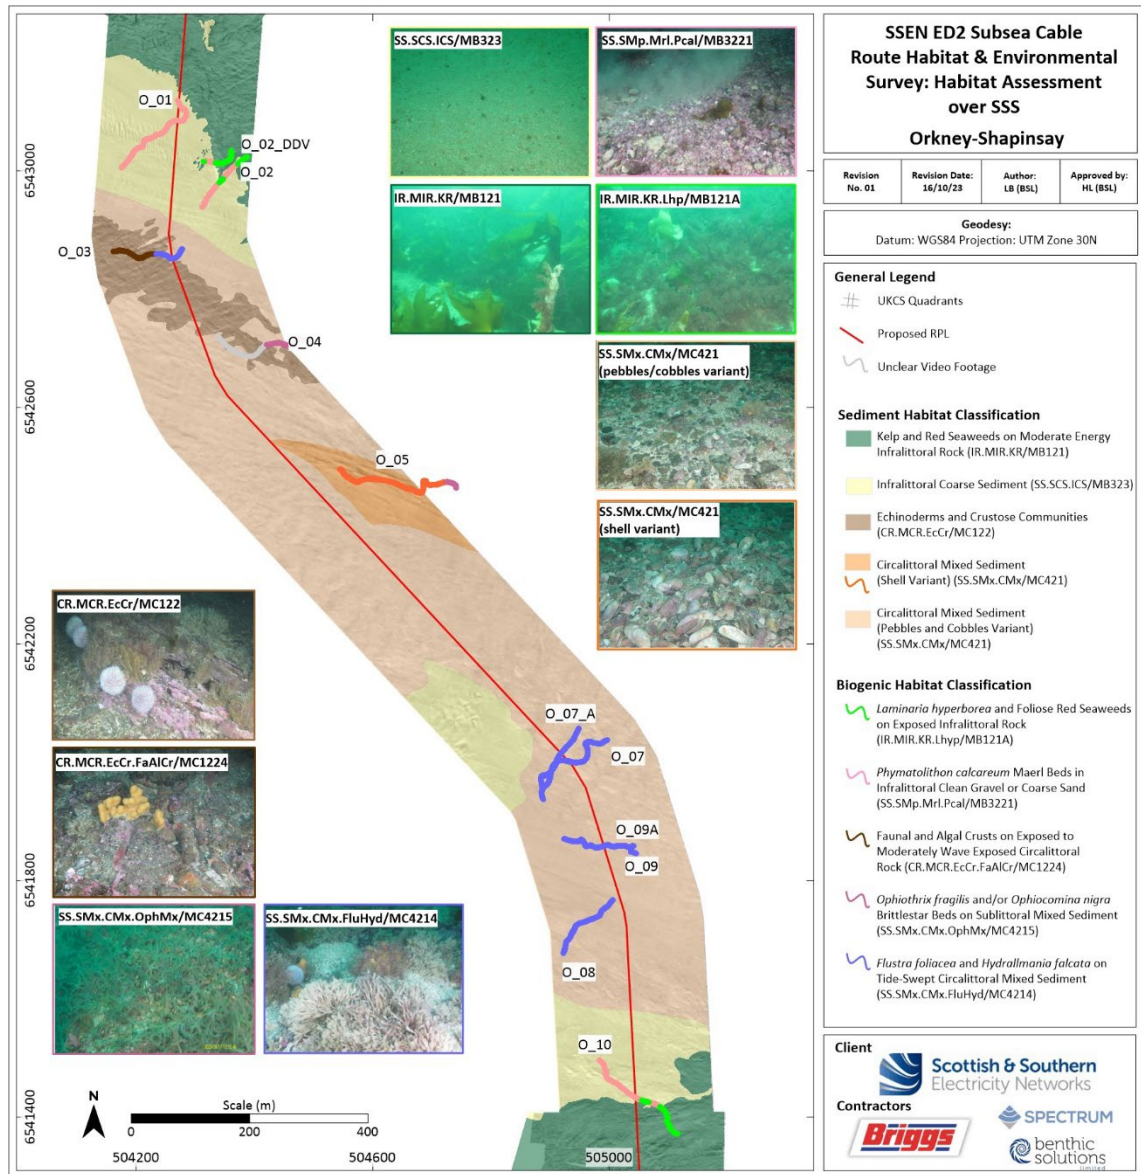 SSEN ED2 Subsea Cable
Route Habitat & Environmental
Survey: Habitat Assessment
over SSS
Orkney-Shapinsay
Revision
No. 01
Revision Date:
16/10/23
Author:
LB (BSL)
Approved by:
HL (BSL)
Geodesy:
Datum: WGS84 Projection: UTM Zone 30N
General Legend
UKCS Quadrants
Proposed RPL
Unclear Video Footage
Sediment Habitat Classification
Kelp and Red Seaweeds on Moderate Energy
Infralittoral Rock (IR.MIR.KR/MB121)
Infralittoral Coarse Sediment (SS.SCS.ICS/MB323)
Echinoderms and Crustose Communities
(CR.MCR.EcCr/MC122)
Circalittoral Mixed Sediment
(Shell Variant) (SS.SMx.CMx/MC421)
Circalittoral Mixed Sediment
(Pebbles and Cobbles Variant)
(SS.SMx.CMx/MC421)
Biogenic Habitat Classification
Laminaria hyperborea and Foliose Red Seaweeds
on Exposed Infralittoral Rock
(IR.MIR.KR.Lhyp/MB121A)
Phymatolithon calcareum Maerl Beds in
Infralittoral Clean Gravel or Coarse Sand
(SS.SMp.Mrl.Pcal/MB3221)
Faunal and Algal Crusts on Exposed to
Moderately Wave Exposed Circalittoral
Rock (CR.MCR.EcCr.FaAlCr/MC1224)
Ophiothrix fragilis and/or Ophiocomina nigra
Brittlestar Beds on Sublittoral Mixed Sediment
(SS.SMx.CMx.OphMx/MC4215)
Flustra foliacea and Hydrallmania falcata on
Tide-Swept Circalittoral Mixed Sediment
(SS.SMx.CMx.FluHyd/MC4214)
Client
Scottish & Southern
Electricity Networks
Contractors
Briggs
SPECTRUM
benthic
solutions
limited
SS.SCS.ICS/MB323
SS.SMp.Mrl.Pcal/MB3221
IR.MIR.KR/MB121
IR.MIR.KR.Lhp/MB121A
SS.SMx.CMx/MC421
(pebbles/cobbles variant)
SS.SMx.CMx/MC421
(shell variant)
CR.MCR.EcCr/MC122
CR.MCR.EcCr.FaAlCr/MC1224
SS.SMx.CMx.OphMx/MC4215
SS.SMx.CMx.FluHyd/MC4214
O_01
O_02_DDV
O_02
O_03
O_04
O_05
O_07_A
O_07
O_09A
O_09
O_08
O_10
6543000
6542600
6542200
6541800
6541400
N
Scale (m)
0
200
400
504200
504600
505000